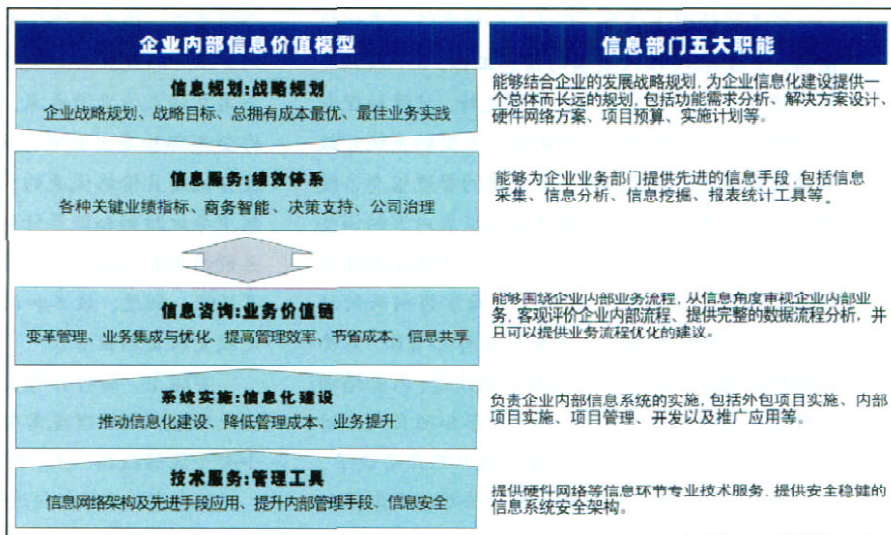 企业内部信息价值模型
信息部门五大职能
信息规划:战略规划
企业战略规划、战略目标、总拥有成本最优、最佳业务实践
能够结合企业的发展战略规划,为企业信息化建设提供一
个总体而长远的规划,包括功能需求分析、解决方案设计、
硬件网络方案、项目预算、实施计划等。
信息服务:绩效体系
各种关键业绩指标、商务智能、决策支持、公司治理
能够为企业业务部门提供先进的信息手段,包括信息
采集、信息分析、信息挖掘、报表统计工具等。
信息咨询:业务价值链
变革管理、业务集成与优化、提高管理效率、节省成本、信息共享
能够围绕企业内部业务流程,从信息角度审视企业内部业
务,客观评价企业内部流程、提供完整的数据流程分析,并
且可以提供业务流程优化的建议。
系统实施:信息化建设
推动信息化建设、降低管理成本、业务提升
负责企业内部信息系统的实施,包括外包项目实施、内部
项目实施、项目管理、开发以及推广应用等。
技术服务:管理工具
信息网络架构及先进手段应用、提升内部管理手段、信息安全
提供硬件网络等信息环节专业技术服务,提供安全稳健的
信息系统安全架构。